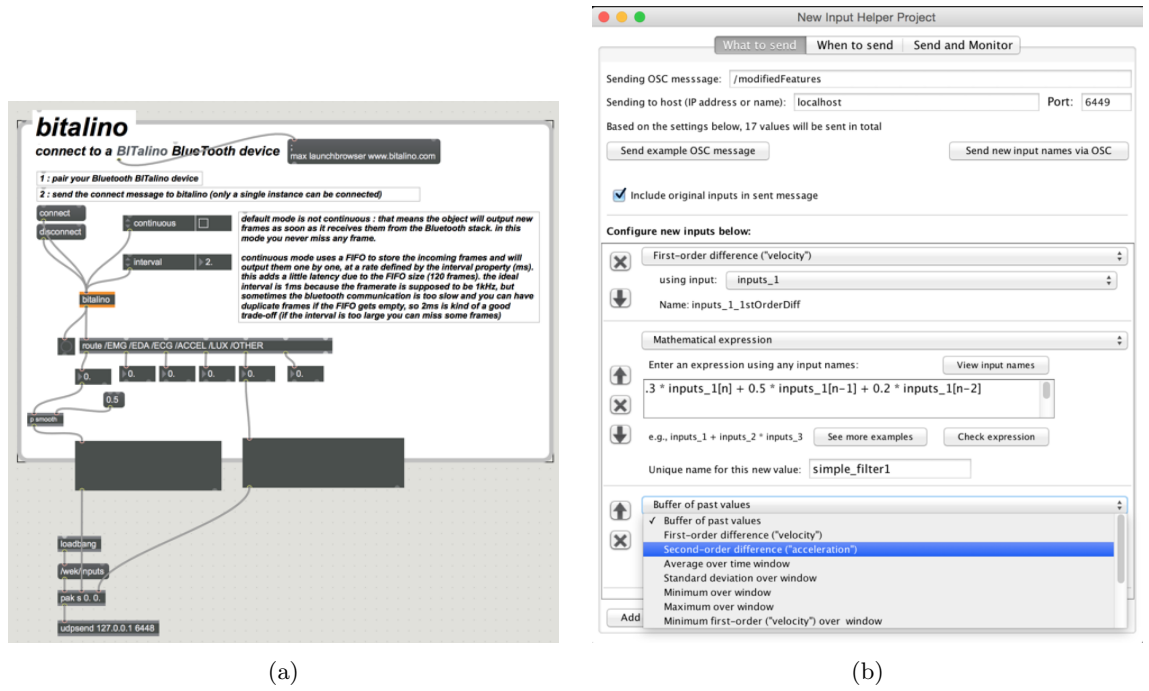 bitalino
connect to a BITalino BlueTooth device
max launchbrowser www.bitalino.com
1 : pair your Bluetooth BITalino device
2 : send the connect message to bitalino (only a single instance can be connected)
connect
disconnect
continuous
interval
2.
default mode is not continuous : that means the object will output new
frames as soon as it receives them from the Bluetooth stack. in this
mode you never miss any frame.
continuous mode uses a FIFO to store the incoming frames and will
output them one by one, at a rate defined by the interval property (ms).
this adds a little latency due to the FIFO size (120 frames). the ideal
interval is 1ms because the framerate is supposed to be 1kHz, but
sometimes the bluetooth communication is too slow and you can have
duplicate frames if the FIFO gets empty, so 2ms is kind of a good
trade-off (if the interval is too large you can miss some frames)
bitalino
route /EMG /EDA /ECG /ACCEL /LUX /OTHER
0. 0. 0. 0. 0. 0.
0.5
p smooth
loadbang
/wek/inputs
pak s 0. 0.
udpsend 127.0.0.1 6448
(a)
New Input Helper Project
What to send When to send Send and Monitor
Sending OSC messsage: /modifiedFeatures
Sending to host (IP address or name): localhost Port: 6449
Based on the settings below, 17 values will be sent in total
Send example OSC message Send new input names via OSC
Include original inputs in sent message
Configure new inputs below:
First-order difference ("velocity")
using input: inputs_1
Name: inputs_1_1stOrderDiff
Mathematical expression
Enter an expression using any input names: View input names
.3 * inputs_1[n] + 0.5 * inputs_1[n-1] + 0.2 * inputs_1[n-2]
e.g., inputs_1 + inputs_2 * inputs_3 See more examples Check expression
Unique name for this new value: simple_filter1
Buffer of past values
✓ Buffer of past values
First-order difference ("velocity")
Second-order difference ("acceleration")
Average over time window
Standard deviation over window
Minimum over window
Maximum over window
Minimum first-order ("velocity") over window
Add
(b)